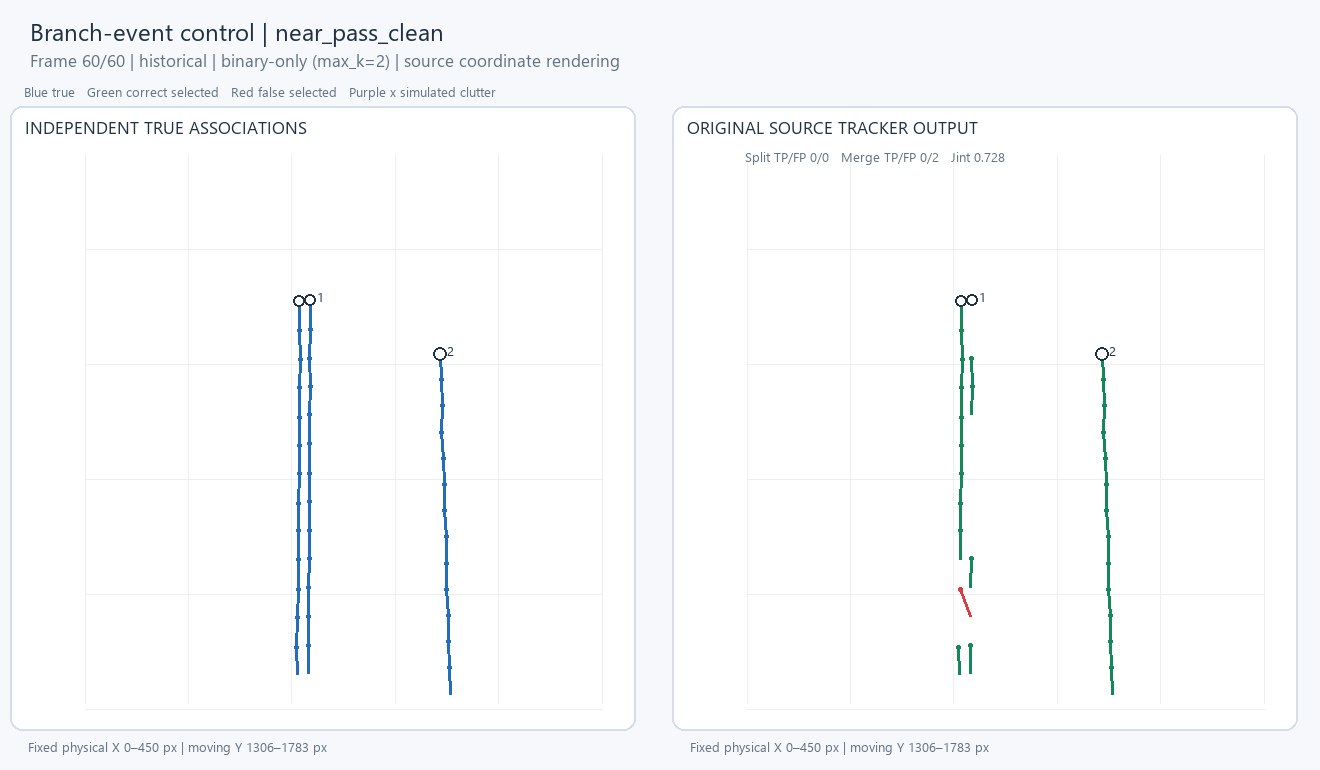 Branch-event control | near_pass_clean
Frame 60/60 | historical | binary-only (max_k=2) | source coordinate rendering
Blue true   Green correct selected   Red false selected   Purple x simulated clutter
INDEPENDENT TRUE ASSOCIATIONS
1
2
Fixed physical X 0–450 px | moving Y 1306–1783 px
ORIGINAL SOURCE TRACKER OUTPUT
Split TP/FP 0/0   Merge TP/FP 0/2   Jint 0.728
1
2
Fixed physical X 0–450 px | moving Y 1306–1783 px